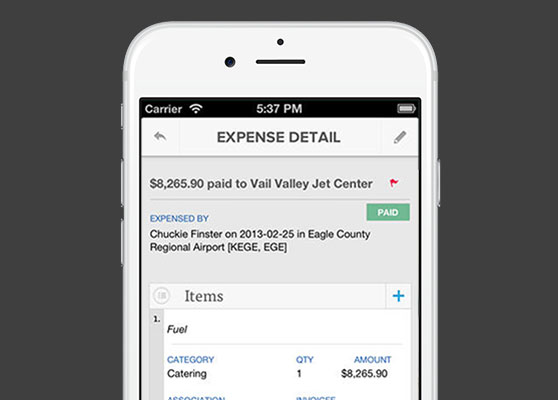 Carrier 5:37 PM
EXPENSE DETAIL
$8,265.90 paid to Vail Valley Jet Center
PAID
EXPENSED BY
Chuckie Finster on 2013-02-25 in Eagle County
Regional Airport [KEGE, EGE]
Items
1.
Fuel
CATEGORY QTY AMOUNT
Catering 1 $8,265.90
ASSOCIATION INVOICEE